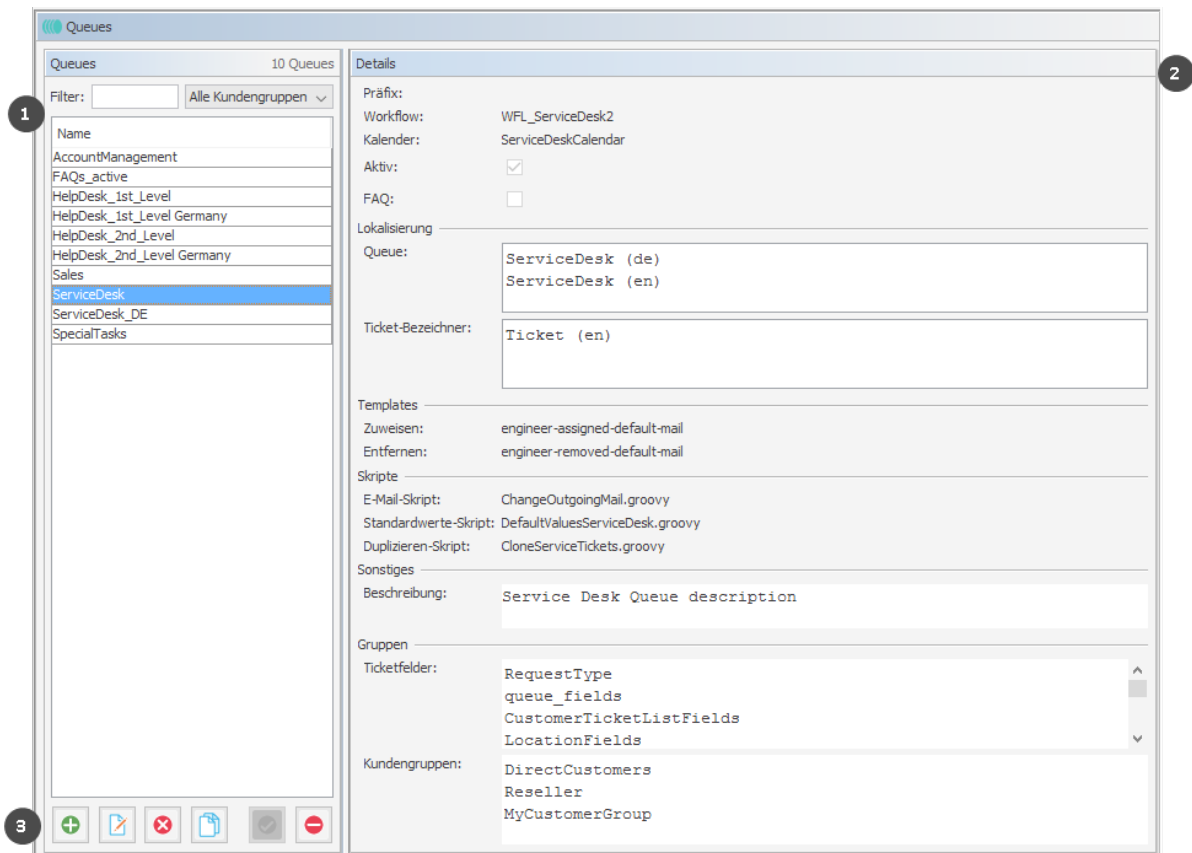 Queues
Queues 10 Queues
Filter: Alle Kundengruppen
1
Name
AccountManagement
FAQs_active
HelpDesk_1st_Level
HelpDesk_1st_Level Germany
HelpDesk_2nd_Level
HelpDesk_2nd_Level Germany
Sales
ServiceDesk
ServiceDesk_DE
SpecialTasks
3
Details
2
Präfix:
Workflow: WFL_ServiceDesk2
Kalender: ServiceDeskCalendar
Aktiv:
FAQ:
Lokalisierung
Queue: ServiceDesk (de)
ServiceDesk (en)
Ticket-Bezeichner: Ticket (en)
Templates
Zuweisen: engineer-assigned-default-mail
Entfernen: engineer-removed-default-mail
Skripte
E-Mail-Skript: ChangeOutgoingMail.groovy
Standardwerte-Skript: DefaultValuesServiceDesk.groovy
Duplizieren-Skript: CloneServiceTickets.groovy
Sonstiges
Beschreibung: Service Desk Queue description
Gruppen
Ticketfelder: RequestType
queue_fields
CustomerTicketListFields
LocationFields
Kundengruppen: DirectCustomers
Reseller
MyCustomerGroup